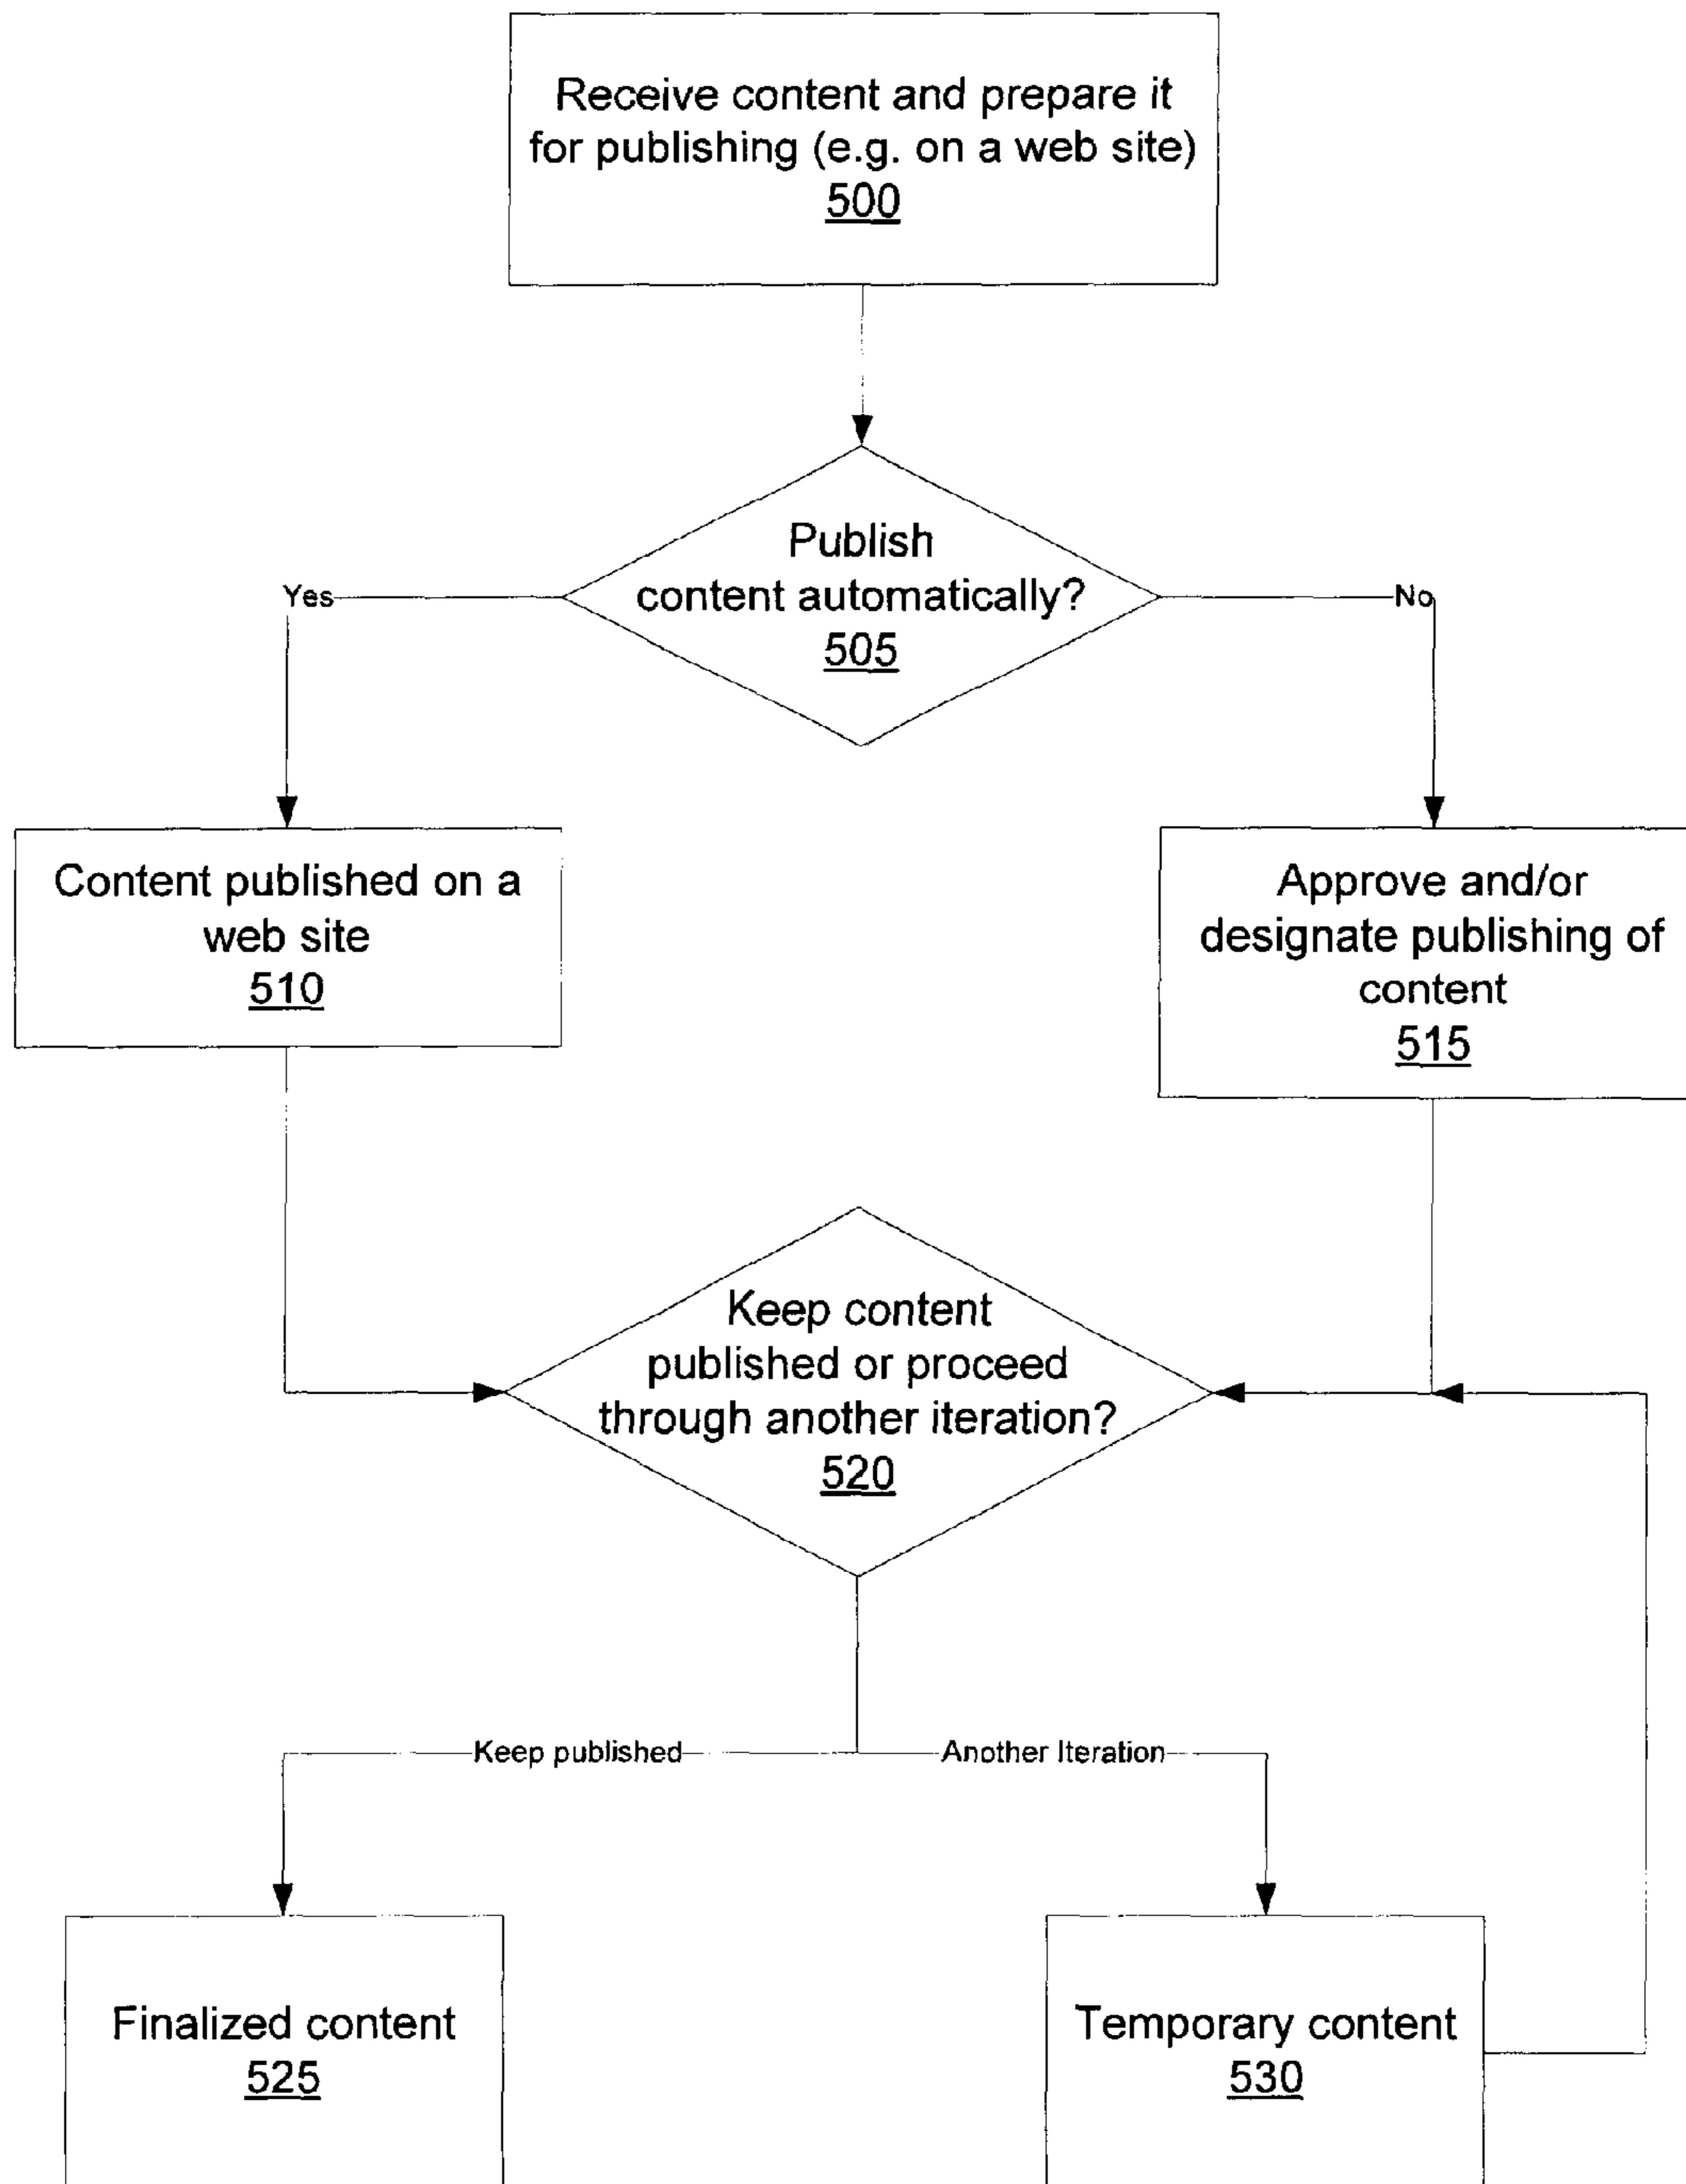 Receive content and prepare it
for publishing (e.g. on a web site)
500
Publish
content automatically?
505
Yes
No
Content published on a
web site
510
Approve and/or
designate publishing of
content
515
Keep content
published or proceed
through another iteration?
520
Keep published
Another Iteration
Finalized content
525
Temporary content
530